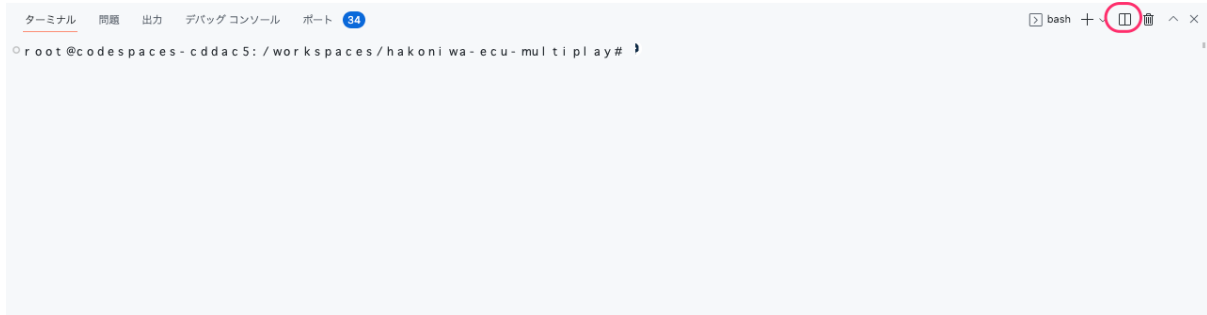 ターミナル 問題 出力 デバッグ コンソール ポート 34 bash
root@codespaces-cddac5:/workspaces/hakoniwa-ecu-multiplay#